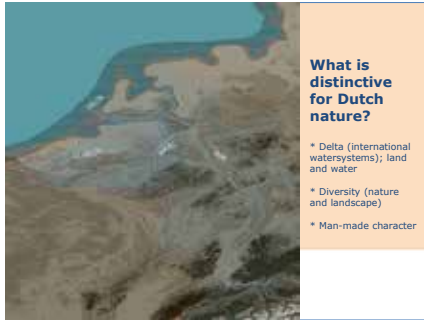 What is
distinctive
for Dutch
nature?
* Delta (international
watersystems); land
and water
* Diversity (nature
and landscape)
* Man-made character